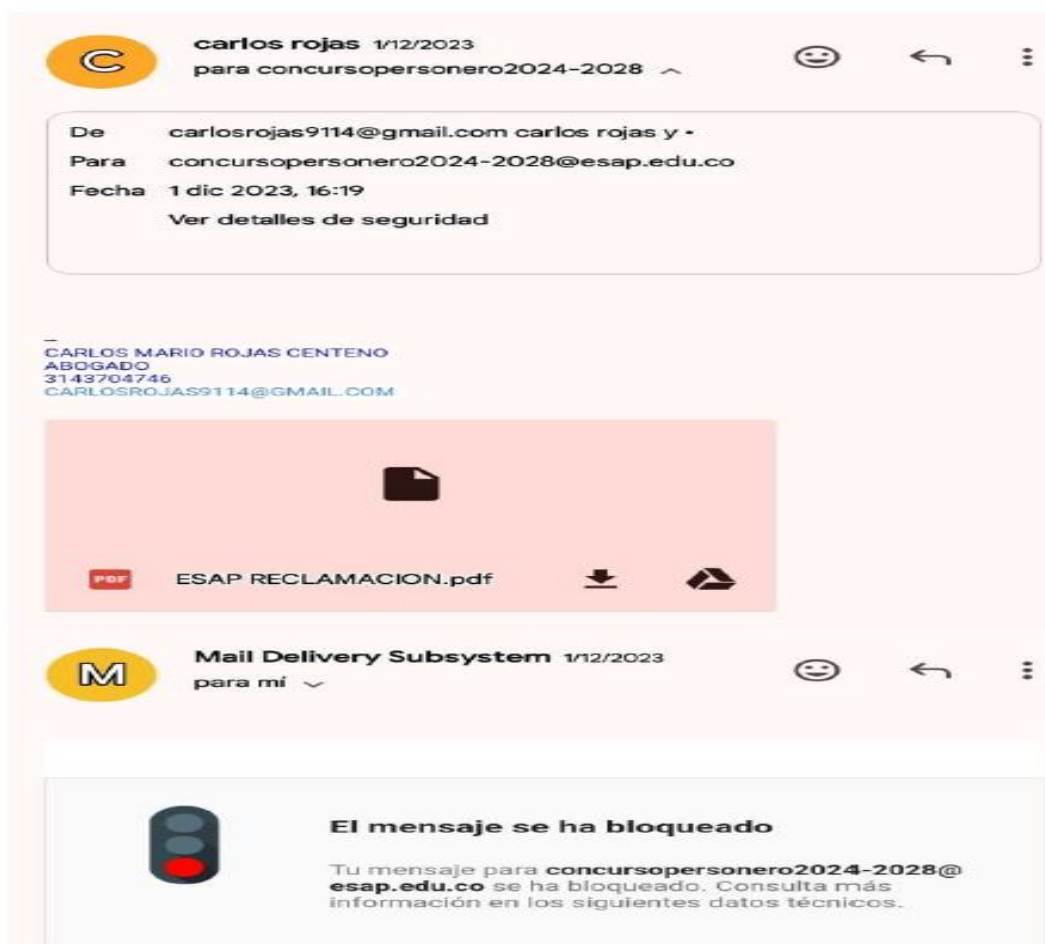 C
carlos rojas 1/12/2023
para concursopersonero2024-2028
De carlosrojas9114@gmail.com carlos rojas y •
Para concursopersonero2024-2028@esap.edu.co
Fecha 1 dic 2023, 16:19
Ver detalles de seguridad
--
CARLOS MARIO ROJAS CENTENO
ABOGADO
3143704746
CARLOSROJAS9114@GMAIL.COM
PDF ESAP RECLAMACION.pdf
M
Mail Delivery Subsystem 1/12/2023
para mí
El mensaje se ha bloqueado
Tu mensaje para concursopersonero2024-2028@
esap.edu.co se ha bloqueado. Consulta más
información en los siguientes datos técnicos.